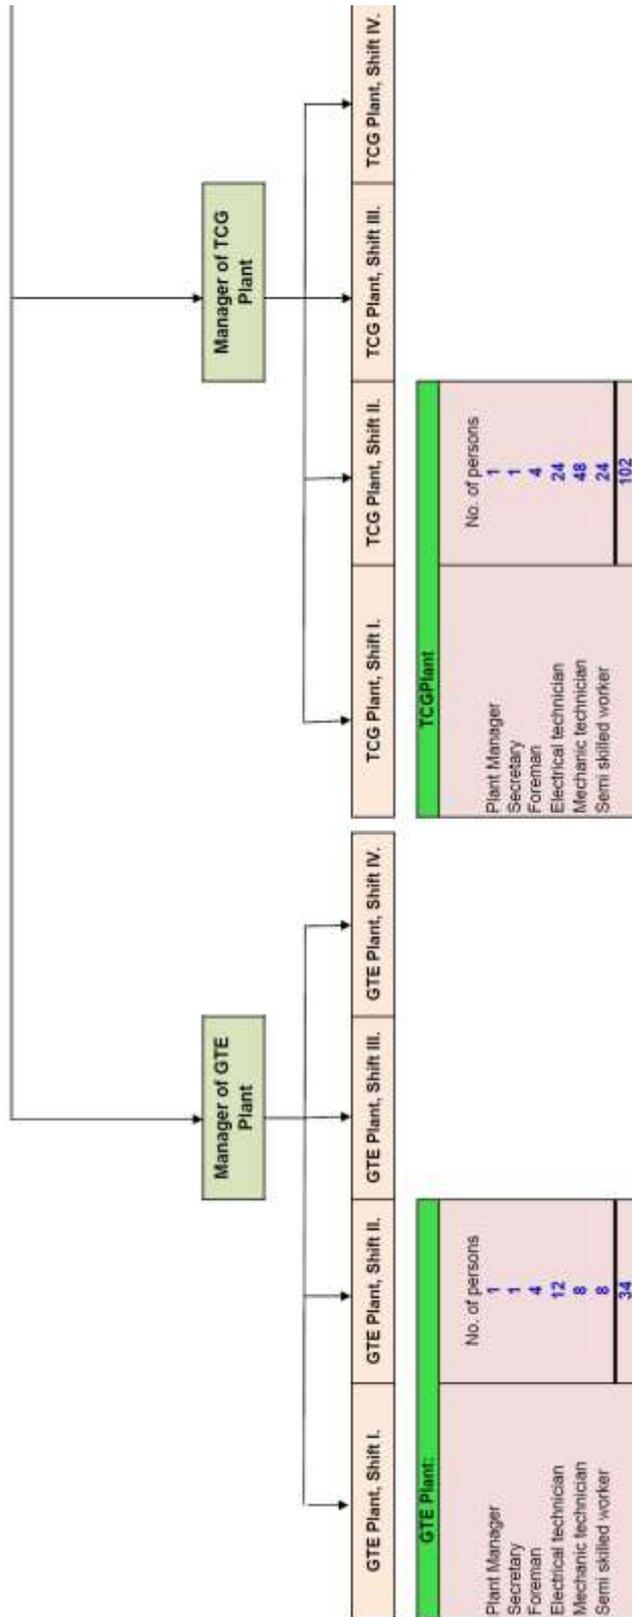 Manager of GTE
Plant
Manager of TCG
Plant
GTE Plant, Shift I.
GTE Plant, Shift II.
GTE Plant, Shift III.
GTE Plant, Shift IV.
TCG Plant, Shift I.
TCG Plant, Shift II.
TCG Plant, Shift III.
TCG Plant, Shift IV.
GTE Plant:
No. of persons
Plant Manager 1
Secretary 1
Foreman 4
Electrical technician 12
Mechanic technician 8
Semi skilled worker 8
34
TCGPlant
No. of persons
Plant Manager 1
Secretary 1
Foreman 4
Electrical technician 24
Mechanic technician 48
Semi skilled worker 24
102